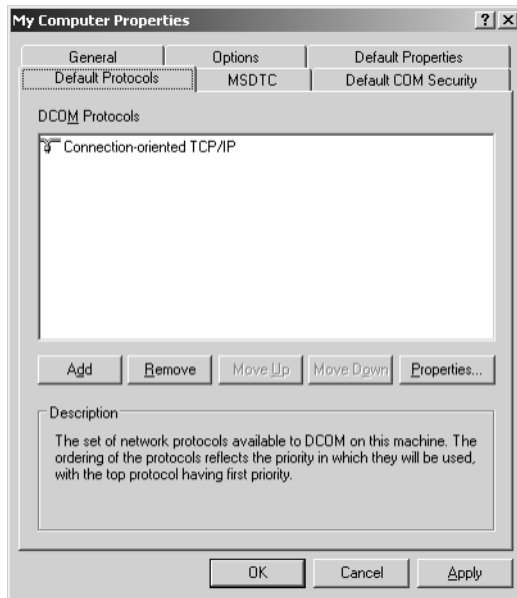 My Computer Properties
? X
General Options Default Properties
Default Protocols MSDTC Default COM Security
DCOM Protocols
Connection-oriented TCP/IP
Add Remove Move Up Move Down Properties...
Description
The set of network protocols available to DCOM on this machine. The
ordering of the protocols reflects the priority in which they will be used,
with the top protocol having first priority.
OK Cancel Apply